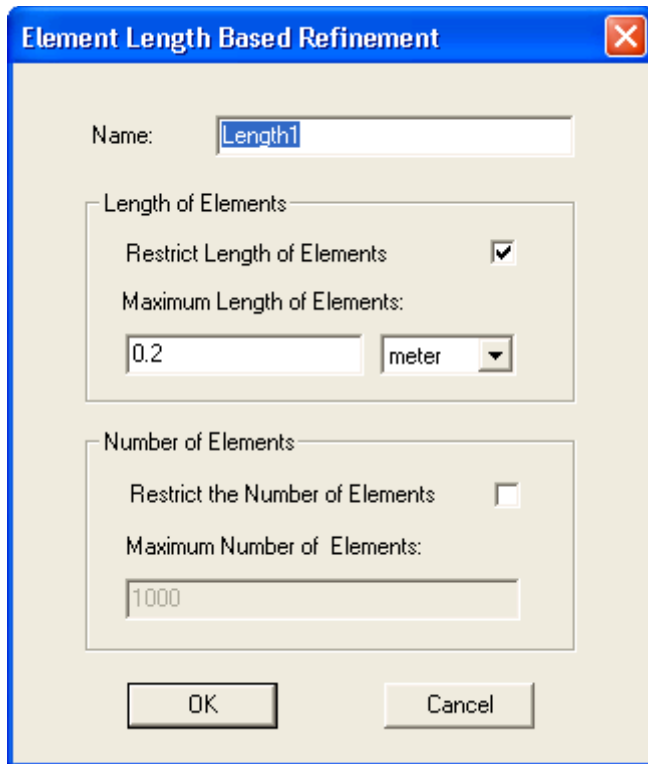 Element Length Based Refinement
Name: Length1
Length of Elements
Restrict Length of Elements
Maximum Length of Elements:
0.2 meter
Number of Elements
Restrict the Number of Elements
Maximum Number of Elements:
1000
OK Cancel